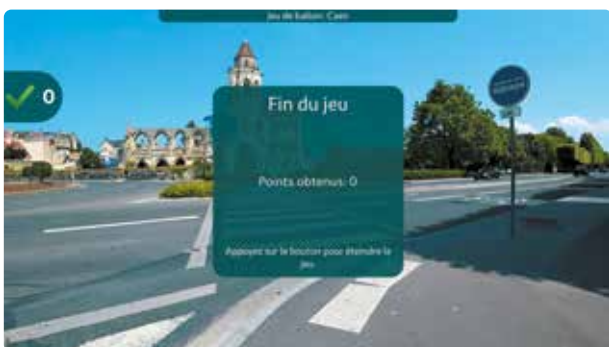 Jeu de ballon: Caen
0
Fin du jeu
Points obtenus: 0
Appuyez sur le bouton pour éteindre le
jeu